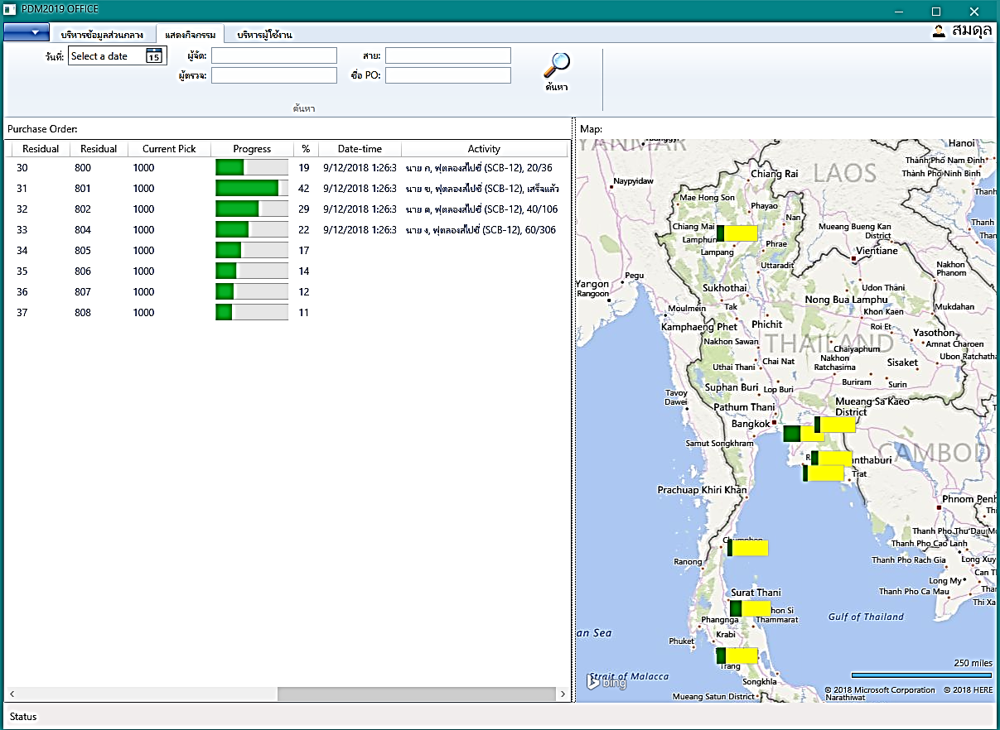 PDM2019 OFFICE
บริหารข้อมูลส่วนกลาง แสดงกิจกรรม บริหารผู้ใช้งาน สมดุล
วันที่: Select a date 15 ผู้จัด: สาย:
ผู้ตรวจ: ชื่อ PO: ค้นหา
ค้นหา
Purchase Order:
Residual Residual Current Pick Progress % Date-time Activity
30 800 1000 19 9/12/2018 1:26:3 นาย ก, ฟุตลองสไปซี่ (SCB-12), 20/36
31 801 1000 42 9/12/2018 1:26:3 นาย ข, ฟุตลองสไปซี่ (SCB-12), เสร็จแล้ว
32 802 1000 29 9/12/2018 1:26:3 นาย ค, ฟุตลองสไปซี่ (SCB-12), 40/106
33 804 1000 22 9/12/2018 1:26:3 นาย ง, ฟุตลองสไปซี่ (SCB-12), 60/306
34 805 1000 17
35 806 1000 14
36 807 1000 12
37 808 1000 11
Map:
YANMAR
Hanoi
Thành Phố Nam Định
Thành Phố Ninh Bình
Chiang Rai
LAOS
Naypyidaw
Thanh
Mae Hong Son
Phayao
Nan
Chiang Mai
Mueang Bueng Kan
District
Thanh
Than
Lamphun
Phrae
Lampang
Vientiane
Uttaradit
Nakhon
Phanom
Pegu
Yangon
Rangoon
Sukhothai
Udon Thani
Nong Bua Lamphu
Moulmein
Tak
Khon Kaen
Mukdahan
Kamphaeng Phet
Phichit
Roi Et
Yasothon
Nakhon Sawan
THAILAND
Amnat Charoen
Chaiyaphum
Uthai Thani
Chai Nat
Nakhon
Ratchasima
Sisaket
Ubon Ratchatha
Buriram
Surin
Suphan Buri
Lop Buri
Tavoy
Dawei
Pathum Thani
Mueang Sa Kaeo
District
Bangkok
Samut Songkhram
CAMBOD
R
anthaburi
Trat
Prachuap Khiri Khan
Phnom Penh
Thi
Thanh Pho Thu Dau Mo
Chumphon
Thanh Pho Cao Lanh
Ranong
Thanh Pho Rach Gia
Long Xuy
Can T
Long My
Surat Thani
Thanh Pho Ca Mau
Than
Thi Xa
hon Si
Thammarat
Phangnga
Gulf of Thailand
an Sea
Krabi
Phuket
Trang
250 miles
Strait of Malacca
bing
Songkhla
© 2018 Microsoft Corporation © 2018 HERE
Mueang Satun District
Narathiwat
Status